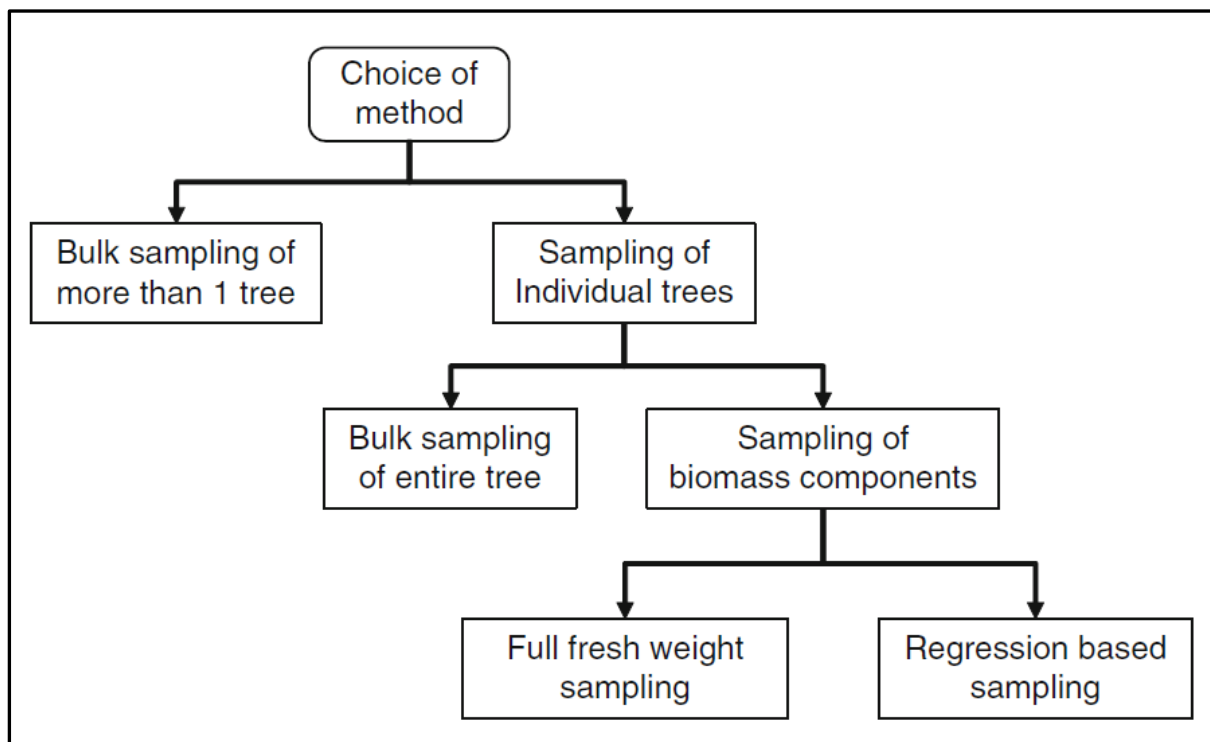 Choice of
method
Bulk sampling of
more than 1 tree
Sampling of
Individual trees
Bulk sampling
of entire tree
Sampling of
biomass components
Full fresh weight
sampling
Regression based
sampling